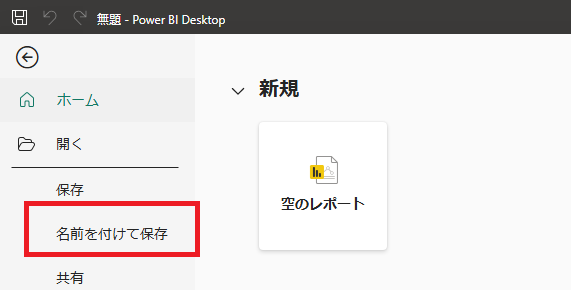 無題 - Power BI Desktop
ホーム
開く
保存
名前を付けて保存
共有
新規
空のレポート